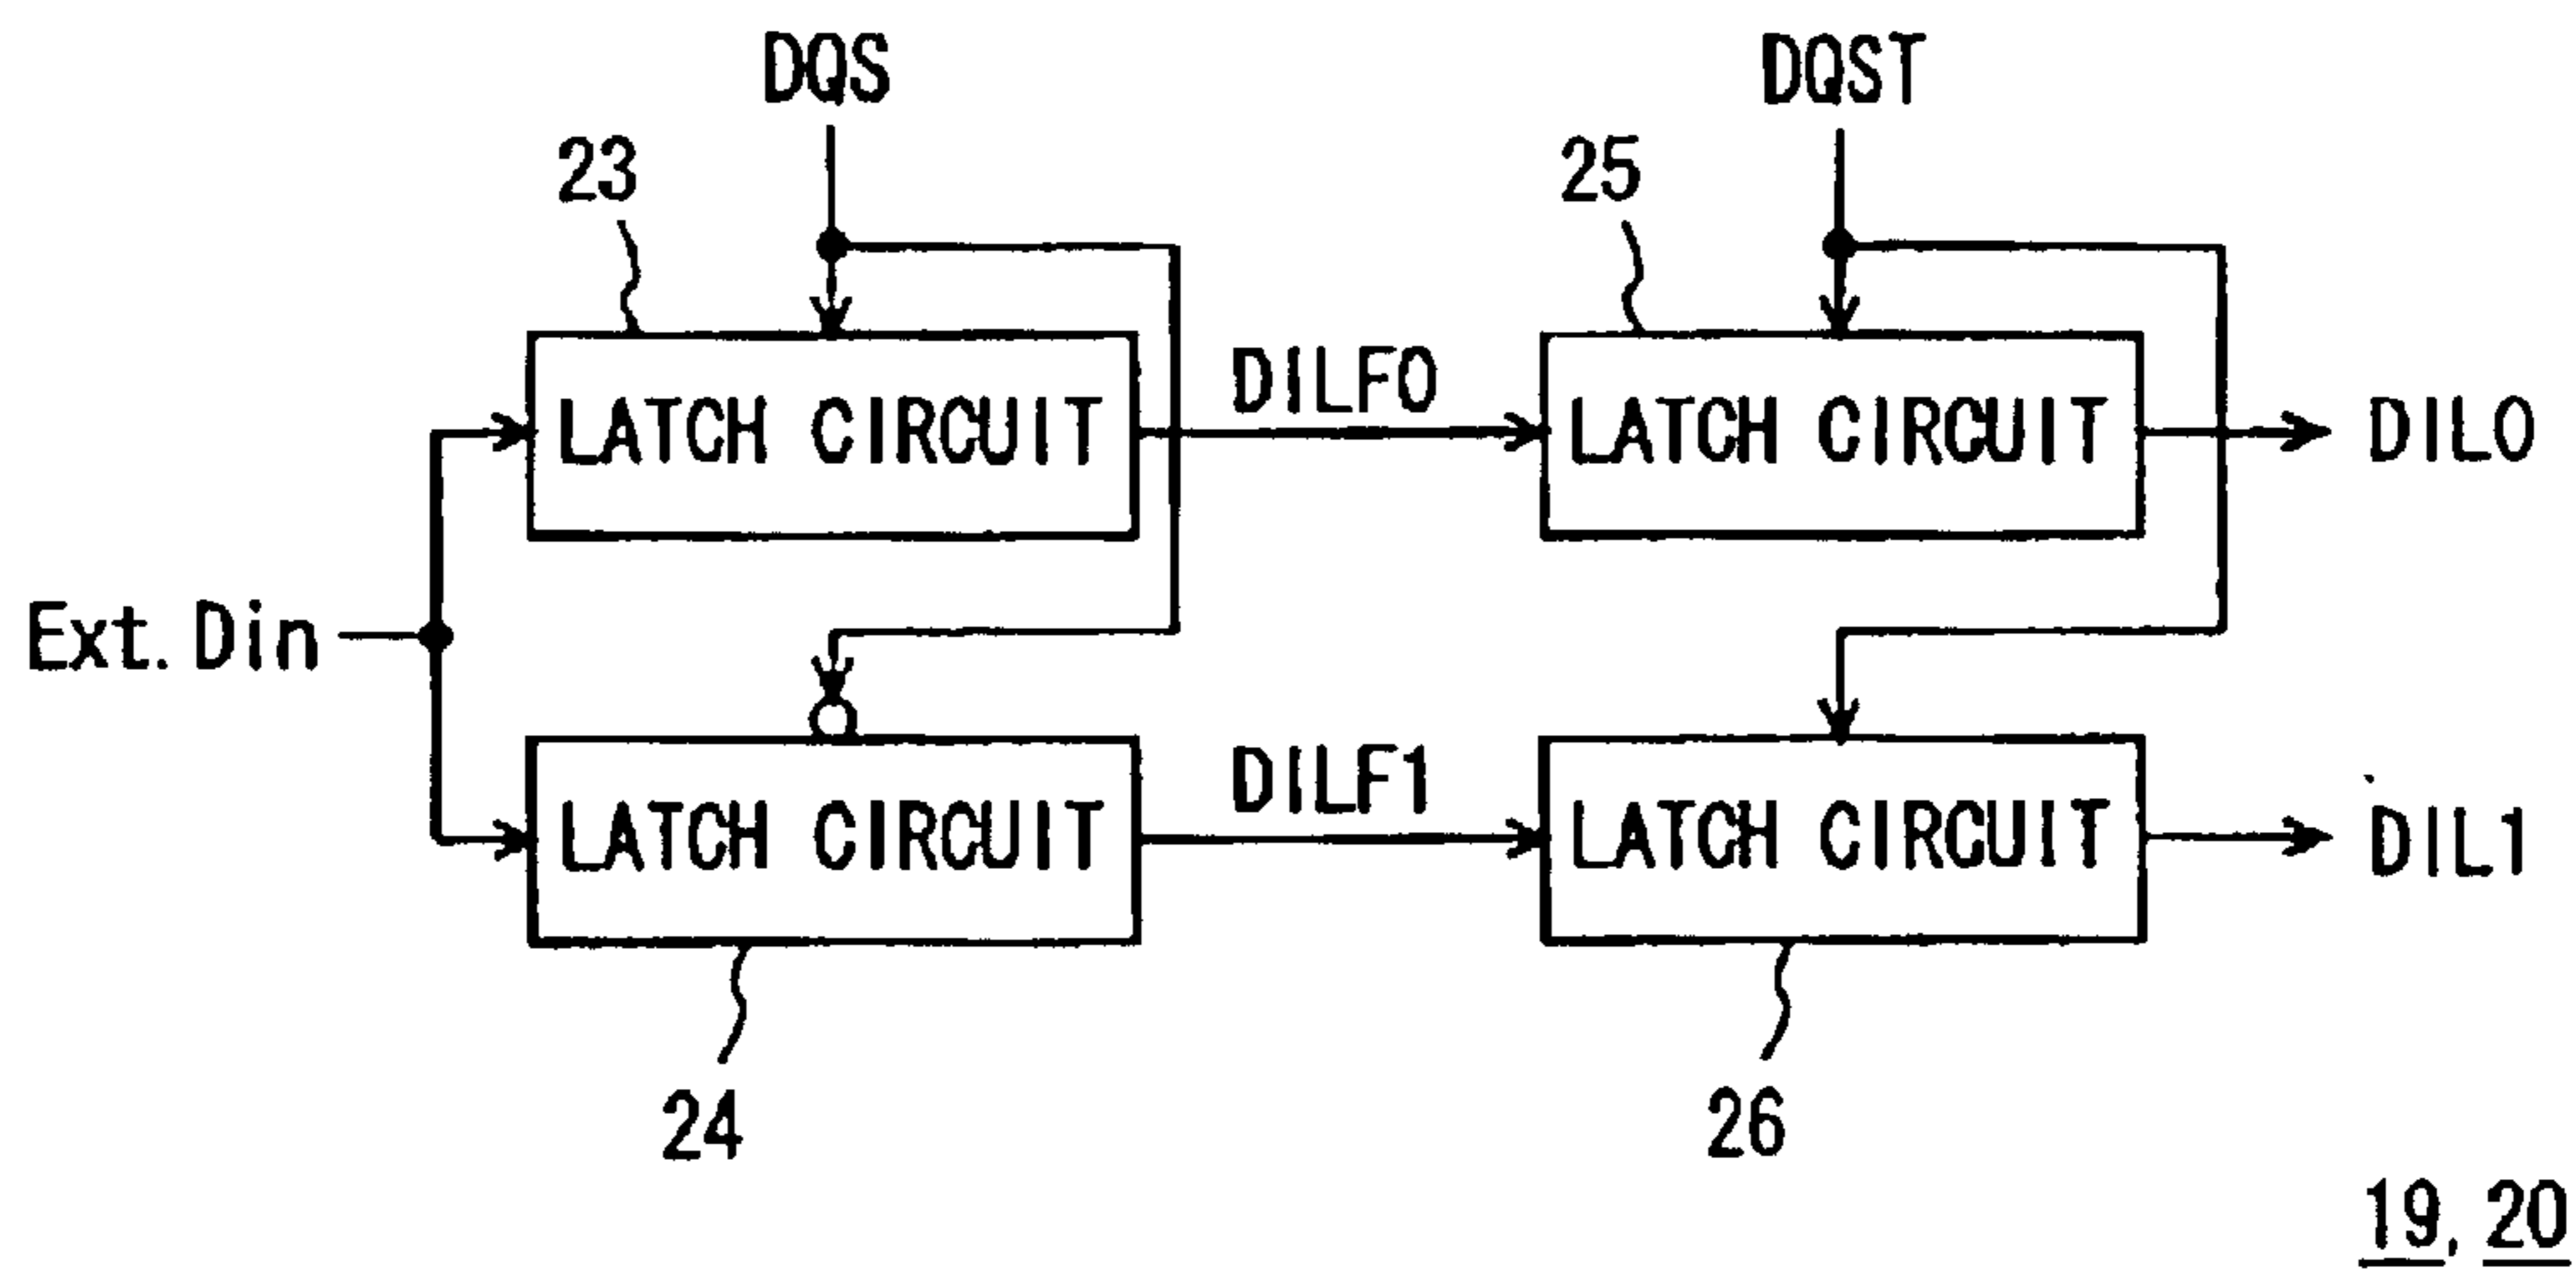 DQS
DQST
23
25
LATCH CIRCUIT
DILF0
LATCH CIRCUIT
DIL0
Ext. Din
LATCH CIRCUIT
DILF1
LATCH CIRCUIT
DIL1
24
26
19, 20